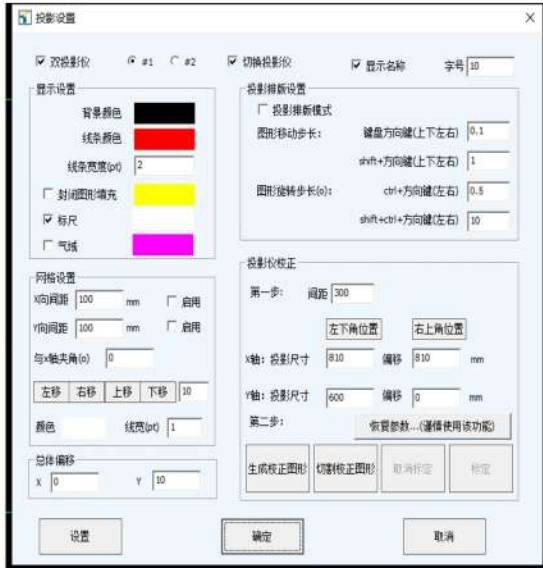 投影设置
双投影仪 #1 #2 切换投影仪 显示名称 字号 10
显示设置
背景颜色
线条颜色
线条宽度(pt) 2
封闭图形填充
标尺
气绒
投影排版设置
投影排版模式
图形移动步长: 键盘方向键(上下左右) 0.1
shift+方向键(上下左右) 1
图形旋转步长(o): ctrl+方向键(左右) 0.5
shift+ctrl+方向键(左右) 10
网格设置
X向间距 100 mm 启用
Y向间距 100 mm 启用
与x轴夹角(o) 0
左移 右移 上移 下移 10
颜色 线宽(pt) 1
总体偏移
X 0 Y 10
投影仪校正
第一步: 间距 300
左下角位置 右上角位置
X轴: 投影尺寸 810 偏移 810 mm
Y轴: 投影尺寸 600 偏移 0 mm
第二步: 恢复参数...(谨慎使用该功能)
生成校正图形 切割校正图形 取消标定 标定
设置 确定 取消